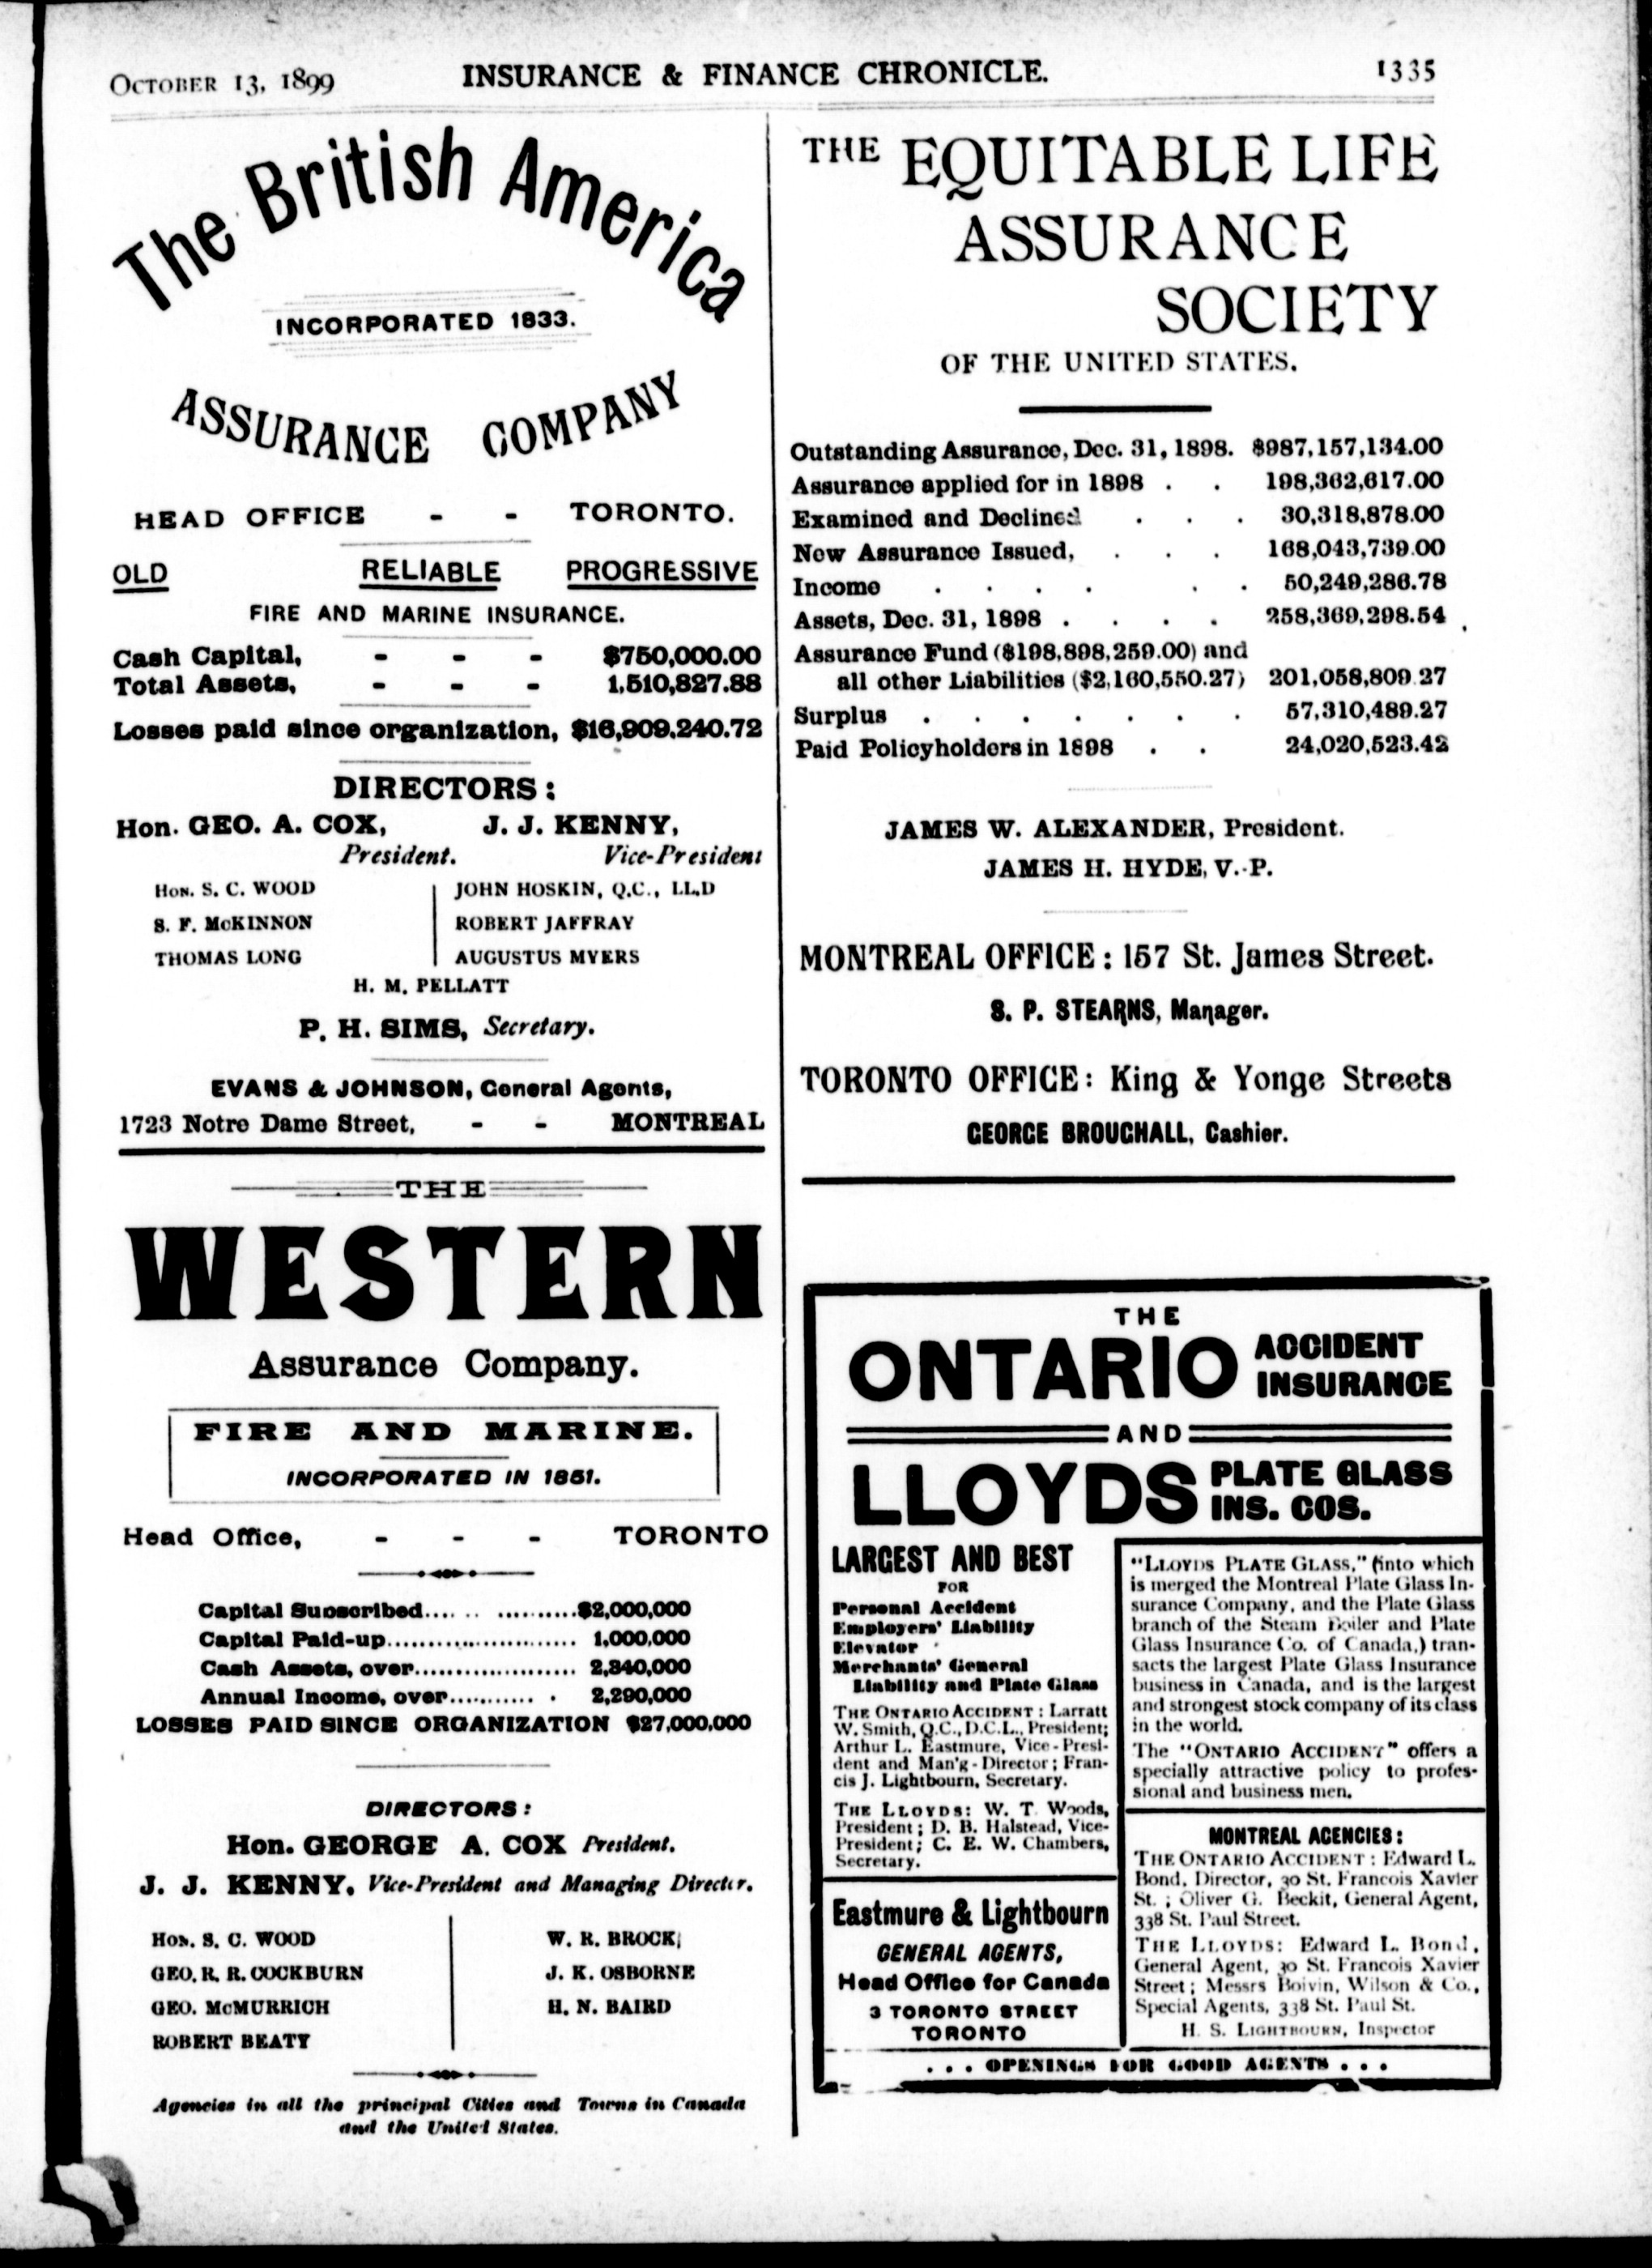 OCTOBER 13, 1899 INSURANCE & FINANCE CHRONICLE. 1335
The British America
INCORPORATED 1833.
ASSURANCE COMPANY
HEAD OFFICE - - TORONTO.
OLD RELIABLE PROGRESSIVE
FIRE AND MARINE INSURANCE.
Cash Capital, - - - $750,000.00
Total Assets, - - - 1,510,827.88
Losses paid since organization, $16,909,240.72
DIRECTORS:
Hon. GEO. A. COX, J. J. KENNY,
President. Vice-President
HON. S. C. WOOD JOHN HOSKIN, Q.C., LL.D
S. F. McKINNON ROBERT JAFFRAY
THOMAS LONG AUGUSTUS MYERS
H. M. PELLATT
P. H. SIMS, Secretary.
EVANS & JOHNSON, General Agents,
1723 Notre Dame Street, - - MONTREAL
THE
WESTERN
Assurance Company.
FIRE AND MARINE.
INCORPORATED IN 1851.
Head Office, - - - TORONTO
Capital Subscribed.... .. ..........$2,000,000
Capital Paid-up........................ 1,000,000
Cash Assets, over.................... 2,340,000
Annual Income, over........... . 2,290,000
LOSSES PAID SINCE ORGANIZATION $27,000,000
DIRECTORS:
Hon. GEORGE A. COX President.
J. J. KENNY, Vice-President and Managing Director.
HON. S. C. WOOD W. R. BROCK
GEO. R. R. COCKBURN J. K. OSBORNE
GEO. McMURRICH H. N. BAIRD
ROBERT BEATY
Agencies in all the principal Cities and Towns in Canada
and the United States.
THE EQUITABLE LIFE
ASSURANCE
SOCIETY
OF THE UNITED STATES.
Outstanding Assurance, Dec. 31, 1898. $987,157,134.00
Assurance applied for in 1898 . . 198,362,617.00
Examined and Declined . . . 30,318,878.00
New Assurance Issued, . . . 168,043,739.00
Income . . . . . . 50,249,286.78
Assets, Dec. 31, 1898 . . . . 258,369,298.54
Assurance Fund ($198,898,259.00) and
all other Liabilities ($2,160,550.27) 201,058,809.27
Surplus . . . . . . . 57,310,489.27
Paid Policyholders in 1898 . . 24,020,523.42
JAMES W. ALEXANDER, President.
JAMES H. HYDE, V.-P.
MONTREAL OFFICE: 157 St. James Street.
S. P. STEARNS, Manager.
TORONTO OFFICE: King & Yonge Streets
GEORGE BROUGHALL, Cashier.
THE
ONTARIO ACCIDENT
INSURANCE
AND
LLOYDS PLATE GLASS
INS. COS.
LARGEST AND BEST
FOR
Personal Accident
Employers' Liability
Elevator
Merchants' General
Liability and Plate Glass
THE ONTARIO ACCIDENT: Larratt
W. Smith, Q.C., D.C.L., President;
Arthur L. Eastmure, Vice-Presi-
dent and Man'g-Director; Fran-
cis J. Lightbourn, Secretary.
THE LLOYDS: W. T. Woods,
President; D. B. Halstead, Vice-
President; C. E. W. Chambers,
Secretary.
Eastmure & Lightbourn
GENERAL AGENTS,
Head Office for Canada
3 TORONTO STREET
TORONTO
"LLOYDS PLATE GLASS," (into which
is merged the Montreal Plate Glass In-
surance Company, and the Plate Glass
branch of the Steam Boiler and Plate
Glass Insurance Co. of Canada,) tran-
sacts the largest Plate Glass Insurance
business in Canada, and is the largest
and strongest stock company of its class
in the world.
The "ONTARIO ACCIDENT" offers a
specially attractive policy to profes-
sional and business men.
MONTREAL AGENCIES:
THE ONTARIO ACCIDENT: Edward L.
Bond, Director, 30 St. Francois Xavier
St.; Oliver G. Beckit, General Agent,
338 St. Paul Street.
THE LLOYDS: Edward L. Bond,
General Agent, 30 St. Francois Xavier
Street; Messrs Boivin, Wilson & Co.,
Special Agents, 338 St. Paul St.
H. S. LIGHTBOURN, Inspector
. . . OPENINGS FOR GOOD AGENTS . . .